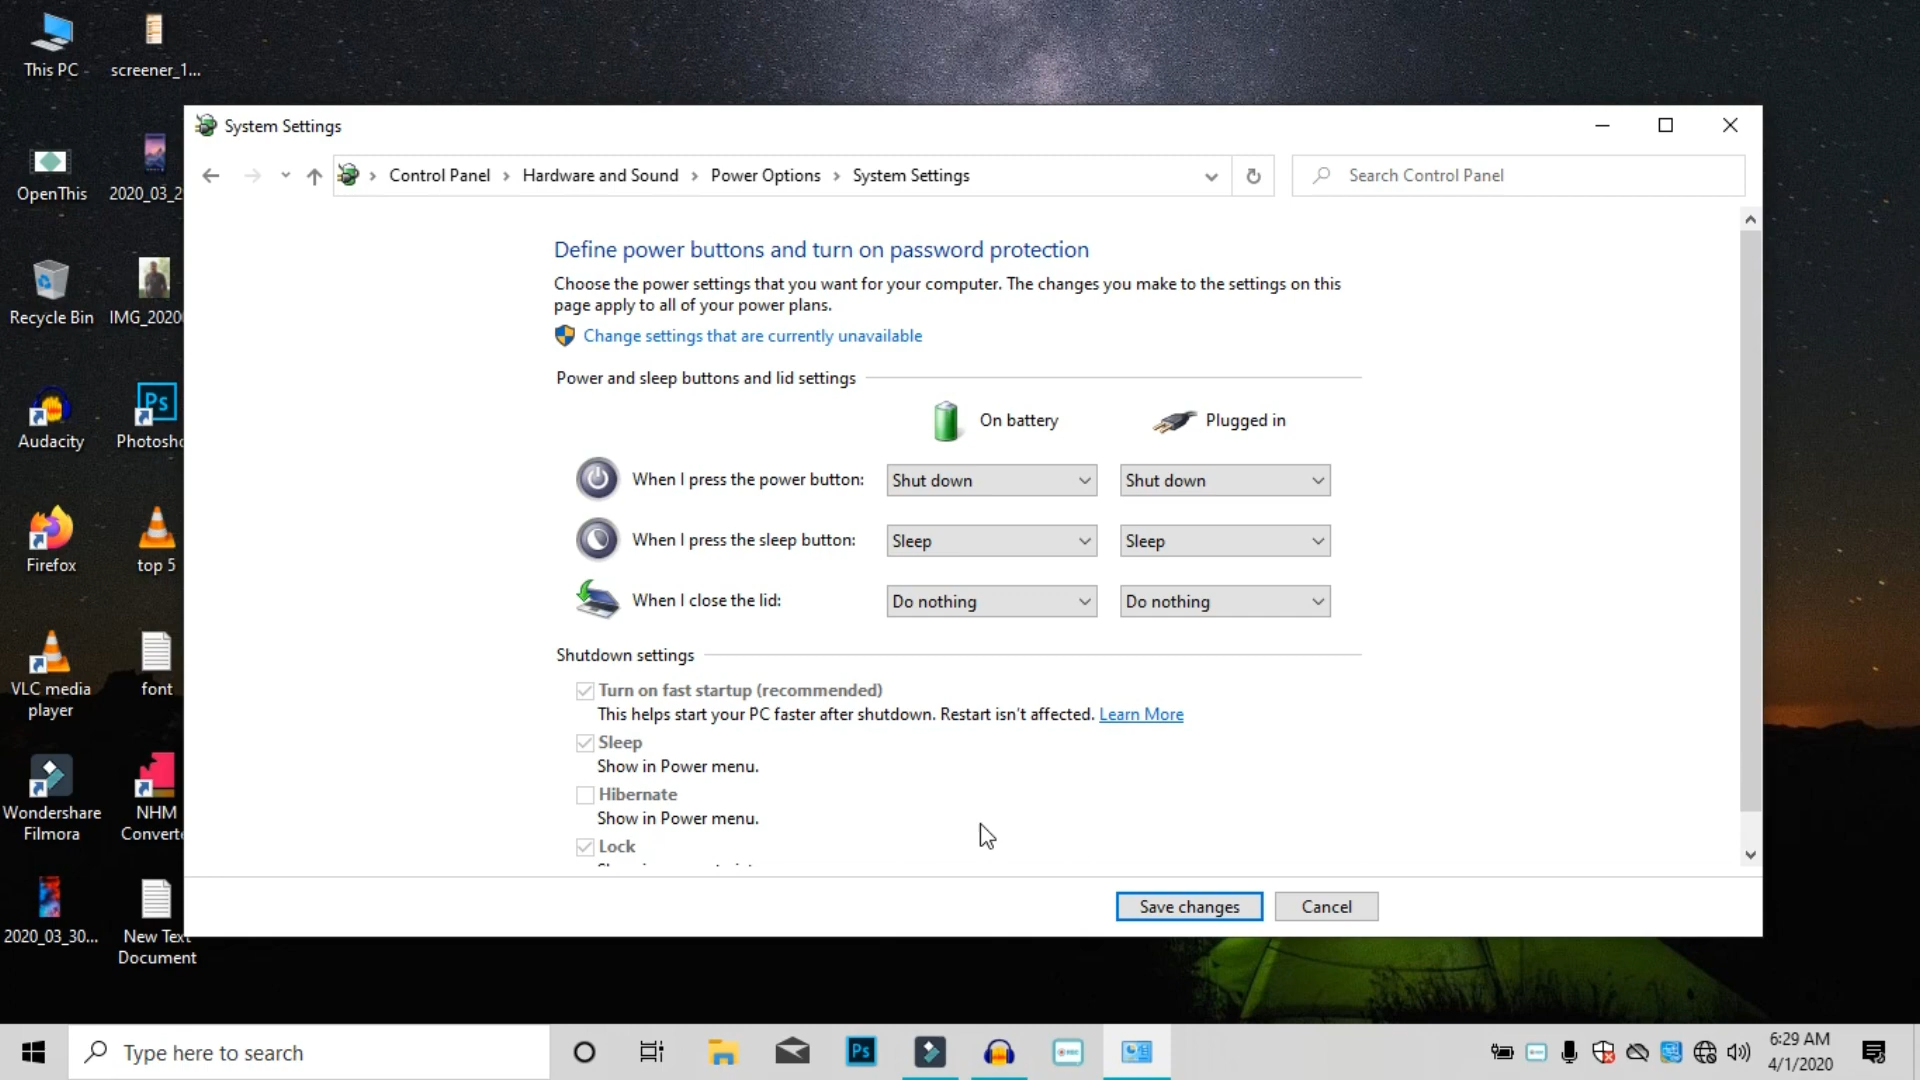 This PC
screener_1...
OpenThis
2020_03_2
Recycle Bin
IMG_2020
Audacity
Photosho
Firefox
top 5
VLC media
player
font
Wondershare
Filmora
NHM
Converte
2020_03_30...
New Text
Document
System Settings
Control Panel > Hardware and Sound > Power Options > System Settings
Search Control Panel
Define power buttons and turn on password protection
Choose the power settings that you want for your computer. The changes you make to the settings on this
page apply to all of your power plans.
Change settings that are currently unavailable
Power and sleep buttons and lid settings
On battery
Plugged in
When I press the power button: Shut down Shut down
When I press the sleep button: Sleep Sleep
When I close the lid: Do nothing Do nothing
Shutdown settings
Turn on fast startup (recommended)
This helps start your PC faster after shutdown. Restart isn't affected. Learn More
Sleep
Show in Power menu.
Hibernate
Show in Power menu.
Lock
Save changes
Cancel
Type here to search
Ps
6:29 AM
4/1/2020